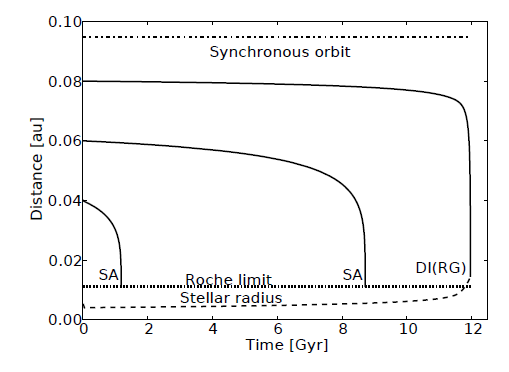 0.10
Synchronous orbit
0.08
0.06
Distance [au]
0.04
SA
SA
DI(RG)
0.02
Roche limit
Stellar radius
0.00
0
2
4
6
8
10
12
Time [Gyr]